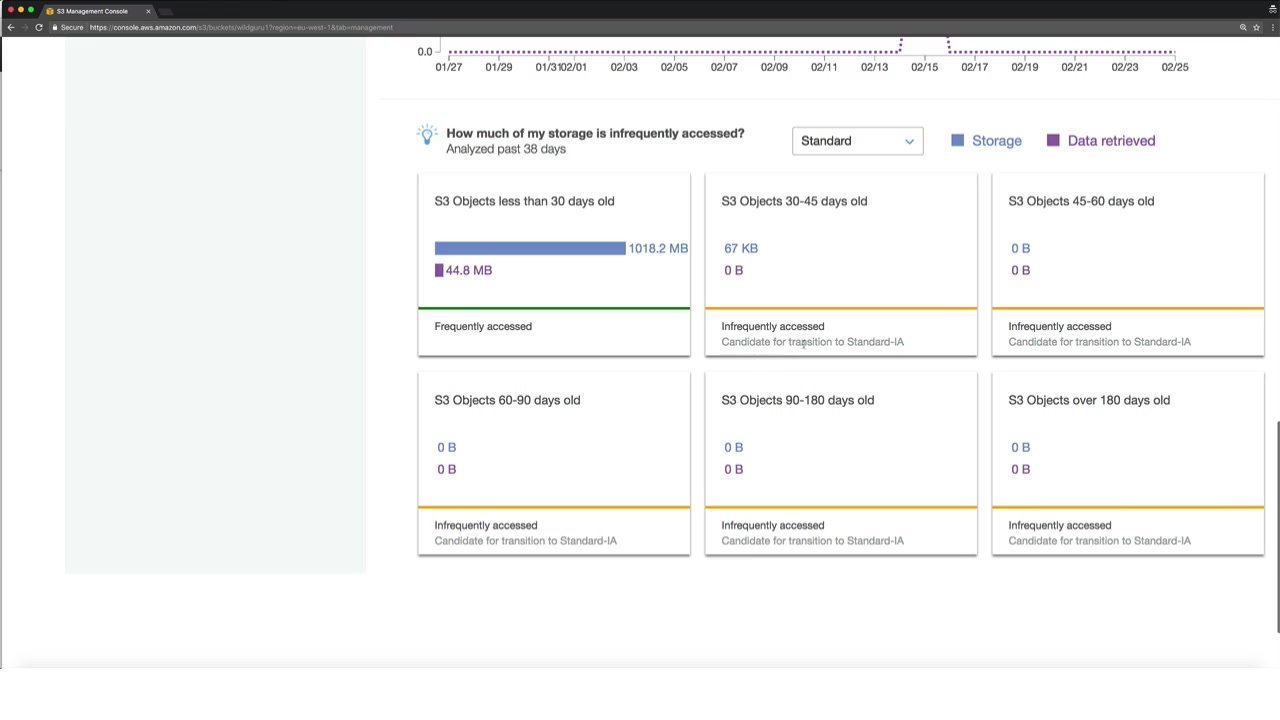 S3 Management Console
Secure https://console.aws.amazon.com/s3/buckets/wildguru1?region=eu-west-1&tab=management
0.0
01/27 01/29 01/31 02/01 02/03 02/05 02/07 02/09 02/11 02/13 02/15 02/17 02/19 02/21 02/23 02/25
How much of my storage is infrequently accessed?
Analyzed past 38 days
Standard
Storage
Data retrieved
S3 Objects less than 30 days old
1018.2 MB
44.8 MB
Frequently accessed
S3 Objects 30-45 days old
67 KB
0 B
Infrequently accessed
Candidate for transition to Standard-IA
S3 Objects 45-60 days old
0 B
0 B
Infrequently accessed
Candidate for transition to Standard-IA
S3 Objects 60-90 days old
0 B
0 B
Infrequently accessed
Candidate for transition to Standard-IA
S3 Objects 90-180 days old
0 B
0 B
Infrequently accessed
Candidate for transition to Standard-IA
S3 Objects over 180 days old
0 B
0 B
Infrequently accessed
Candidate for transition to Standard-IA